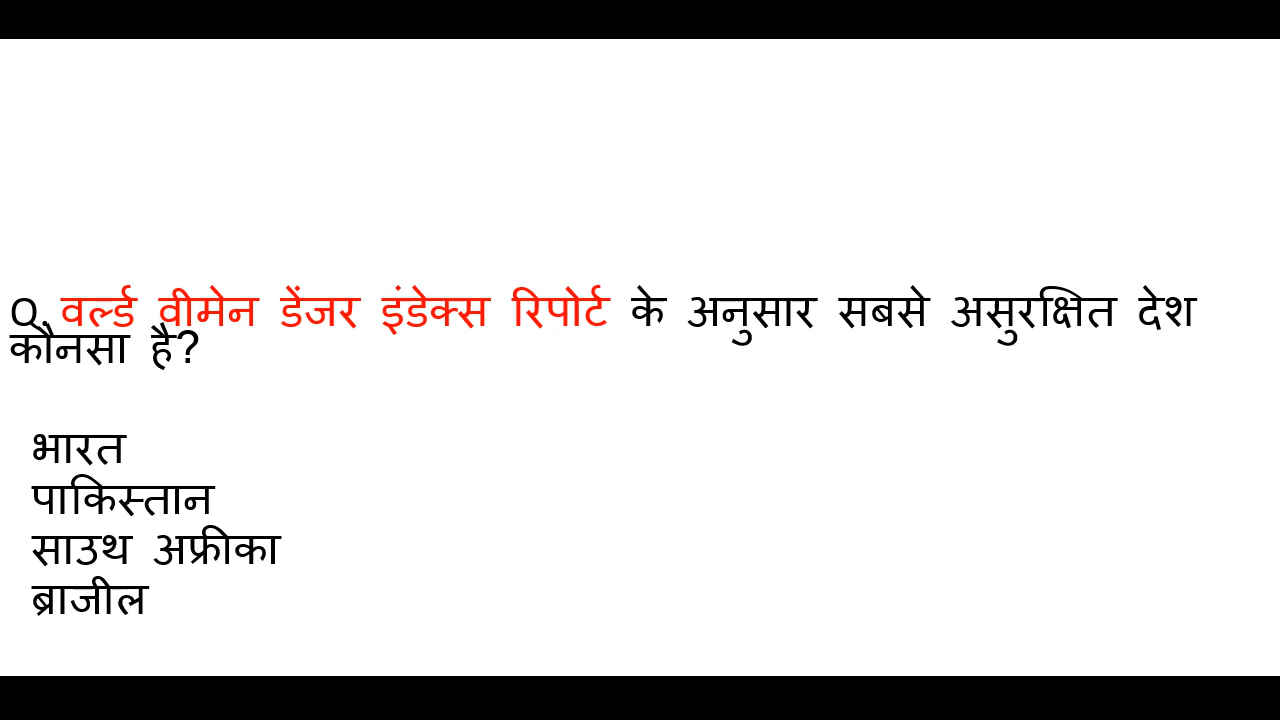 Q. वर्ल्ड वीमेन डेंजर इंडेक्स रिपोर्ट के अनुसार सबसे असुरक्षित देश
कौनसा है?
भारत
पाकिस्तान
साउथ अफ्रीका
ब्राजील